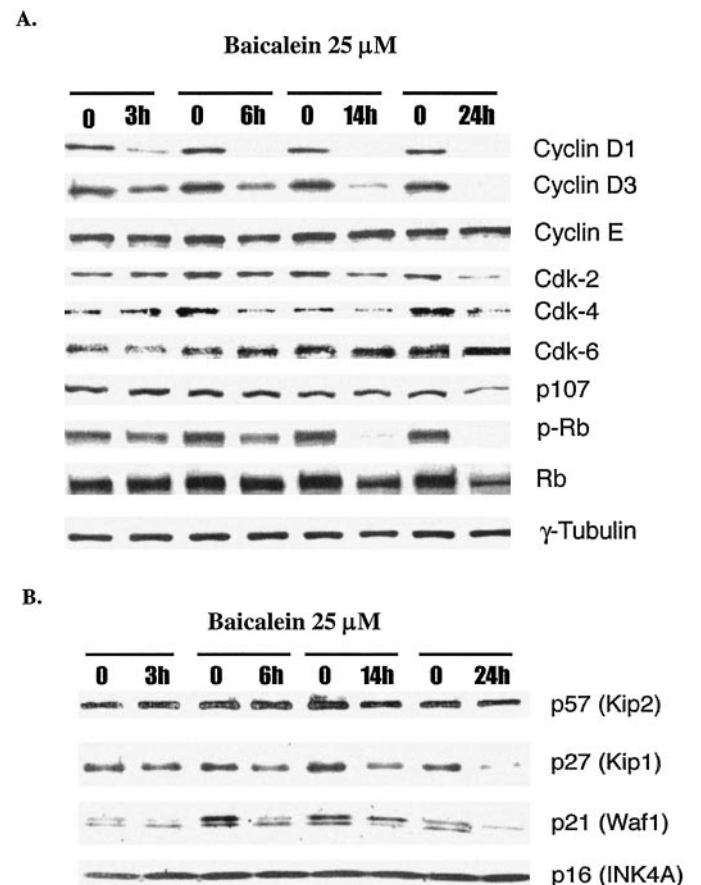 A.
Baicalein 25 μM
0 3h 0 6h 0 14h 0 24h
Cyclin D1
Cyclin D3
Cyclin E
Cdk-2
Cdk-4
Cdk-6
p107
p-Rb
Rb
γ-Tubulin
B.
Baicalein 25 μM
0 3h 0 6h 0 14h 0 24h
p57 (Kip2)
p27 (Kip1)
p21 (Waf1)
p16 (INK4A)